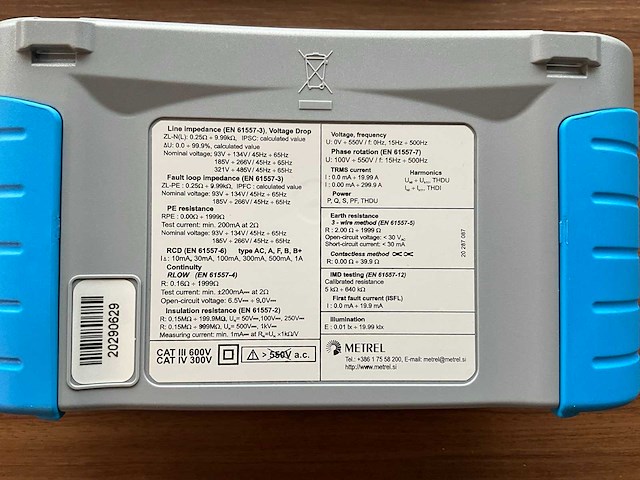 Line impedance (EN 61557-3), Voltage Drop
ZL-N(L): 0.25Ω ÷ 9.99kΩ, IPSC: calculated value
ΔU: 0.0 ÷ 99.9%, calculated value
Nominal voltage: 93V ÷ 134V / 45Hz ÷ 65Hz
185V ÷ 266V / 45Hz ÷ 65Hz
321V ÷ 485V / 45Hz ÷ 65Hz
Fault loop impedance (EN 61557-3)
ZL-PE : 0.25Ω ÷ 9.99kΩ, IPFC : calculated value
Nominal voltage: 93V ÷ 134V / 45Hz ÷ 65Hz
185V ÷ 266V / 45Hz ÷ 65Hz
PE resistance
RPE : 0.00Ω ÷ 1999Ω
Test current: min. 200mA at 2Ω
Nominal voltage: 93V ÷ 134V / 45Hz ÷ 65Hz
185V ÷ 266V / 45Hz ÷ 65Hz
RCD (EN 61557-6) type AC, A, F, B, B+
I∆: 10mA, 30mA, 100mA, 300mA, 500mA, 1A
Continuity
RLOW (EN 61557-4)
R: 0.16Ω ÷ 1999Ω
Test current: min. ±200mA at 2Ω
Open-circuit voltage: 6.5V ÷ 9.0V
Insulation resistance (EN 61557-2)
R: 0.15MΩ ÷ 199.9MΩ, Uₙ= 50V, 100V, 250V
R: 0.15MΩ ÷ 999MΩ, Uₙ= 500V, 1kV
Measuring current: min. 1mA at Rₙ=Uₙ×1kΩ/V
CAT III 600V
CAT IV 300V
> 550V a.c.
Voltage, frequency
U: 0V ÷ 550V / f: 0Hz, 15Hz ÷ 500Hz
Phase rotation (EN 61557-7)
U: 100V ÷ 550V / f: 15Hz ÷ 500Hz
TRMS current
I : 0.0 mA ÷ 19.99 A
I : 0.00 mA ÷ 299.9 A
Harmonics
THDU
THDI
Power
P, Q, S, PF, THDU
Earth resistance
3 - wire method (EN 61557-5)
R : 2.00 Ω ÷ 1999 Ω
Open-circuit voltage: < 30 Vac
Short-circuit current: < 30 mA
Contactless method
R: 0.00 Ω ÷ 39.9 Ω
IMD testing (EN 61557-12)
Calibrated resistance
5 kΩ ÷ 640 kΩ
First fault current (ISFL)
I : 0.0 mA ÷ 19.9 mA
Illumination
E : 0.01 lx ÷ 19.99 klx
METREL
Tel.: +386 1 75 58 200, E-mail: metrel@metrel.si
http://www.metrel.si
20 287 087
20290629